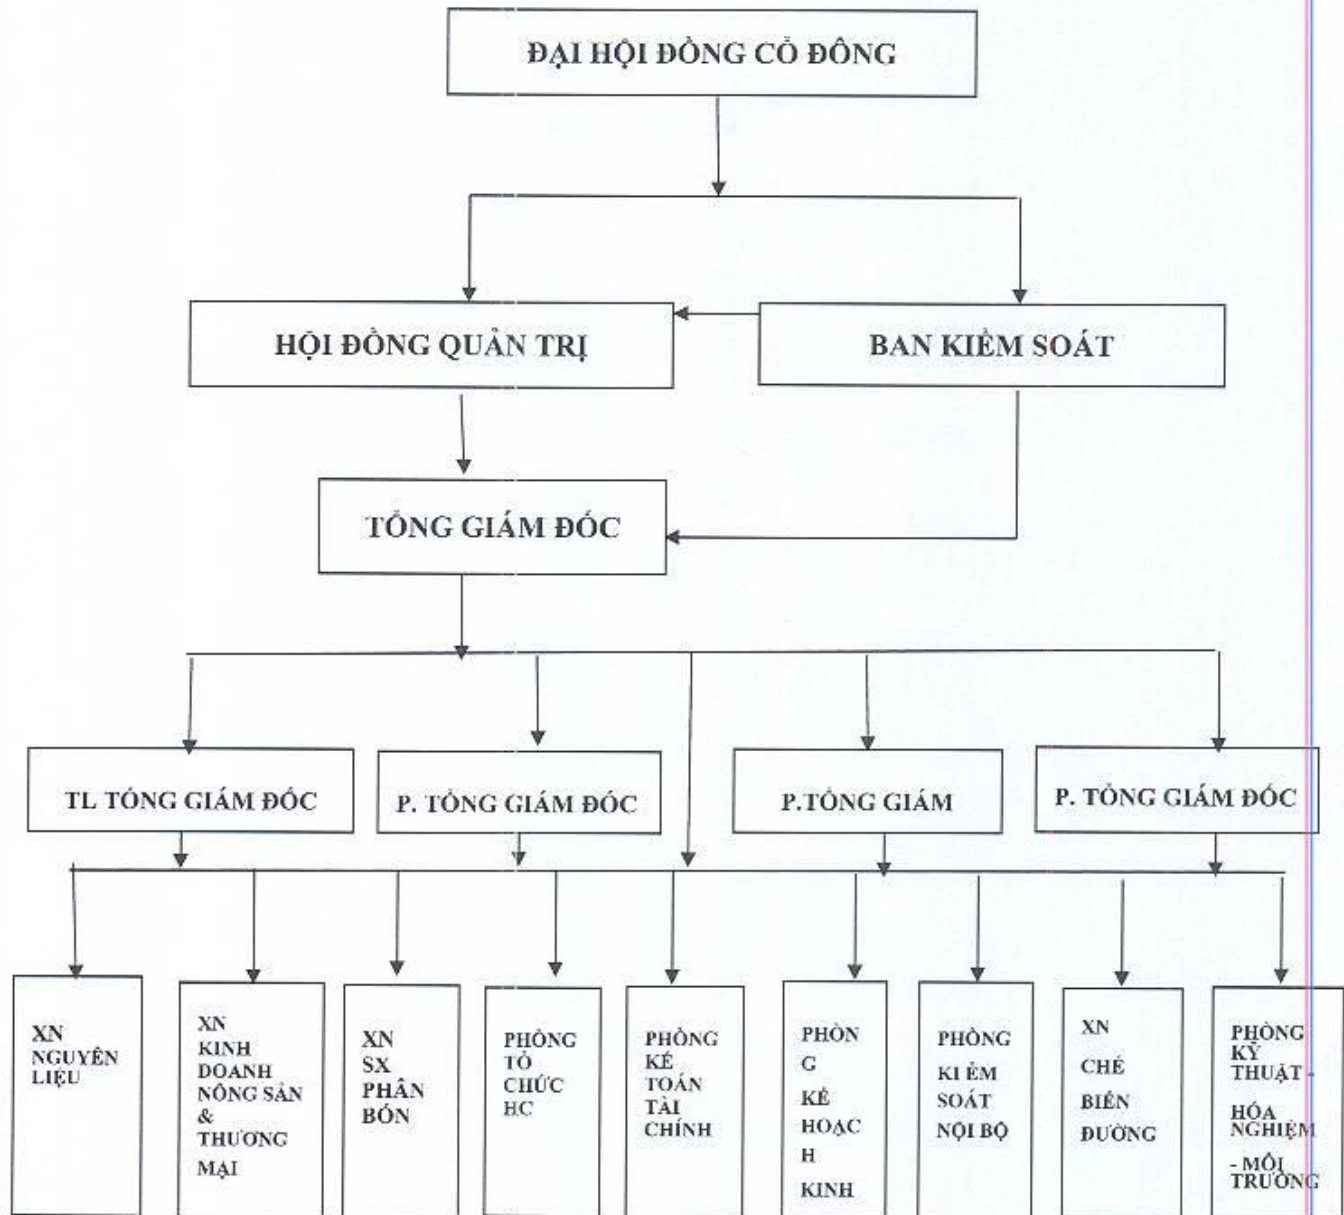 ĐẠI HỘI ĐỒNG CỔ ĐÔNG
HỘI ĐỒNG QUẢN TRỊ
BAN KIỂM SOÁT
TỔNG GIÁM ĐỐC
TL TỔNG GIÁM ĐỐC
P. TỔNG GIÁM ĐỐC
P.TỔNG GIÁM
P. TỔNG GIÁM ĐỐC
XN
NGUYÊN
LIỆU
XN
KINH
DOANH
NÔNG SẢN
&
THƯƠNG
MẠI
XN
SX
PHÂN
BÓN
PHÒNG
TỔ
CHỨC
HC
PHÒNG
KẾ
TOÁN
TÀI
CHÍNH
PHÒN
G
KẾ
HOẠC
H
KINH
PHÒNG
KI ỂM
SOÁT
NỘI BỘ
XN
CHẾ
BIẾN
ĐƯỜNG
PHÒNG
KỸ
THUẬT -
HÓA
NGHIỆM
- MÔI
TRƯỜNG